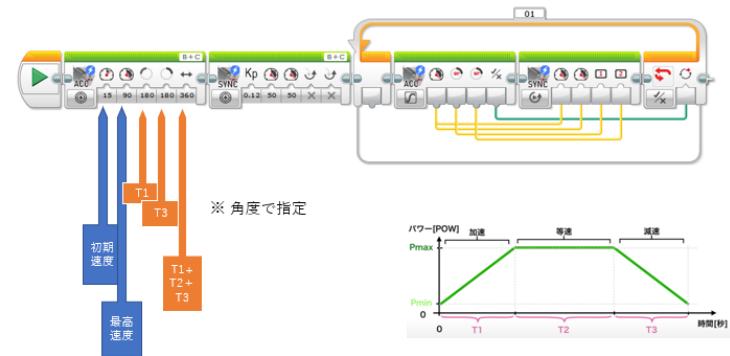 01
B+C
B+C
ACC
15 90 180 180 360
SYNC
Kp
0.12 50 50
ACC
SYNC
1 2
T1
T3
※ 角度で指定
初期
速度
T1+
T2+
T3
最高
速度
パワー[POW]
加速
等速
減速
Pmax
Pmin
0
0
T1
T2
T3
時間[秒]